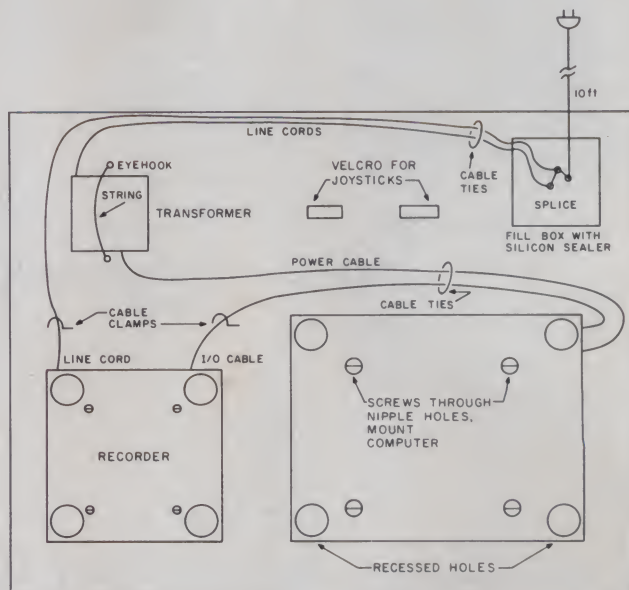 10ft
LINE CORDS
EYEHOOK
STRING
TRANSFORMER
VELCRO FOR
JOYSTICKS
CABLE
TIES
SPLICE
FILL BOX WITH
SILICON SEALER
POWER CABLE
CABLE TIES
CABLE
CLAMPS
LINE CORD
I/O CABLE
SCREWS THROUGH
NIPPLE HOLES,
MOUNT
COMPUTER
RECORDER
RECESSED HOLES